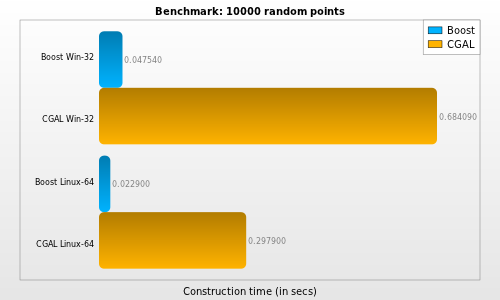 Benchmark: 10000 random points
Boost
CGAL
Boost Win-32
0.047540
CGAL Win-32
0.684090
Boost Linux-64
0.022900
CGAL Linux-64
0.297900
Construction time (in secs)